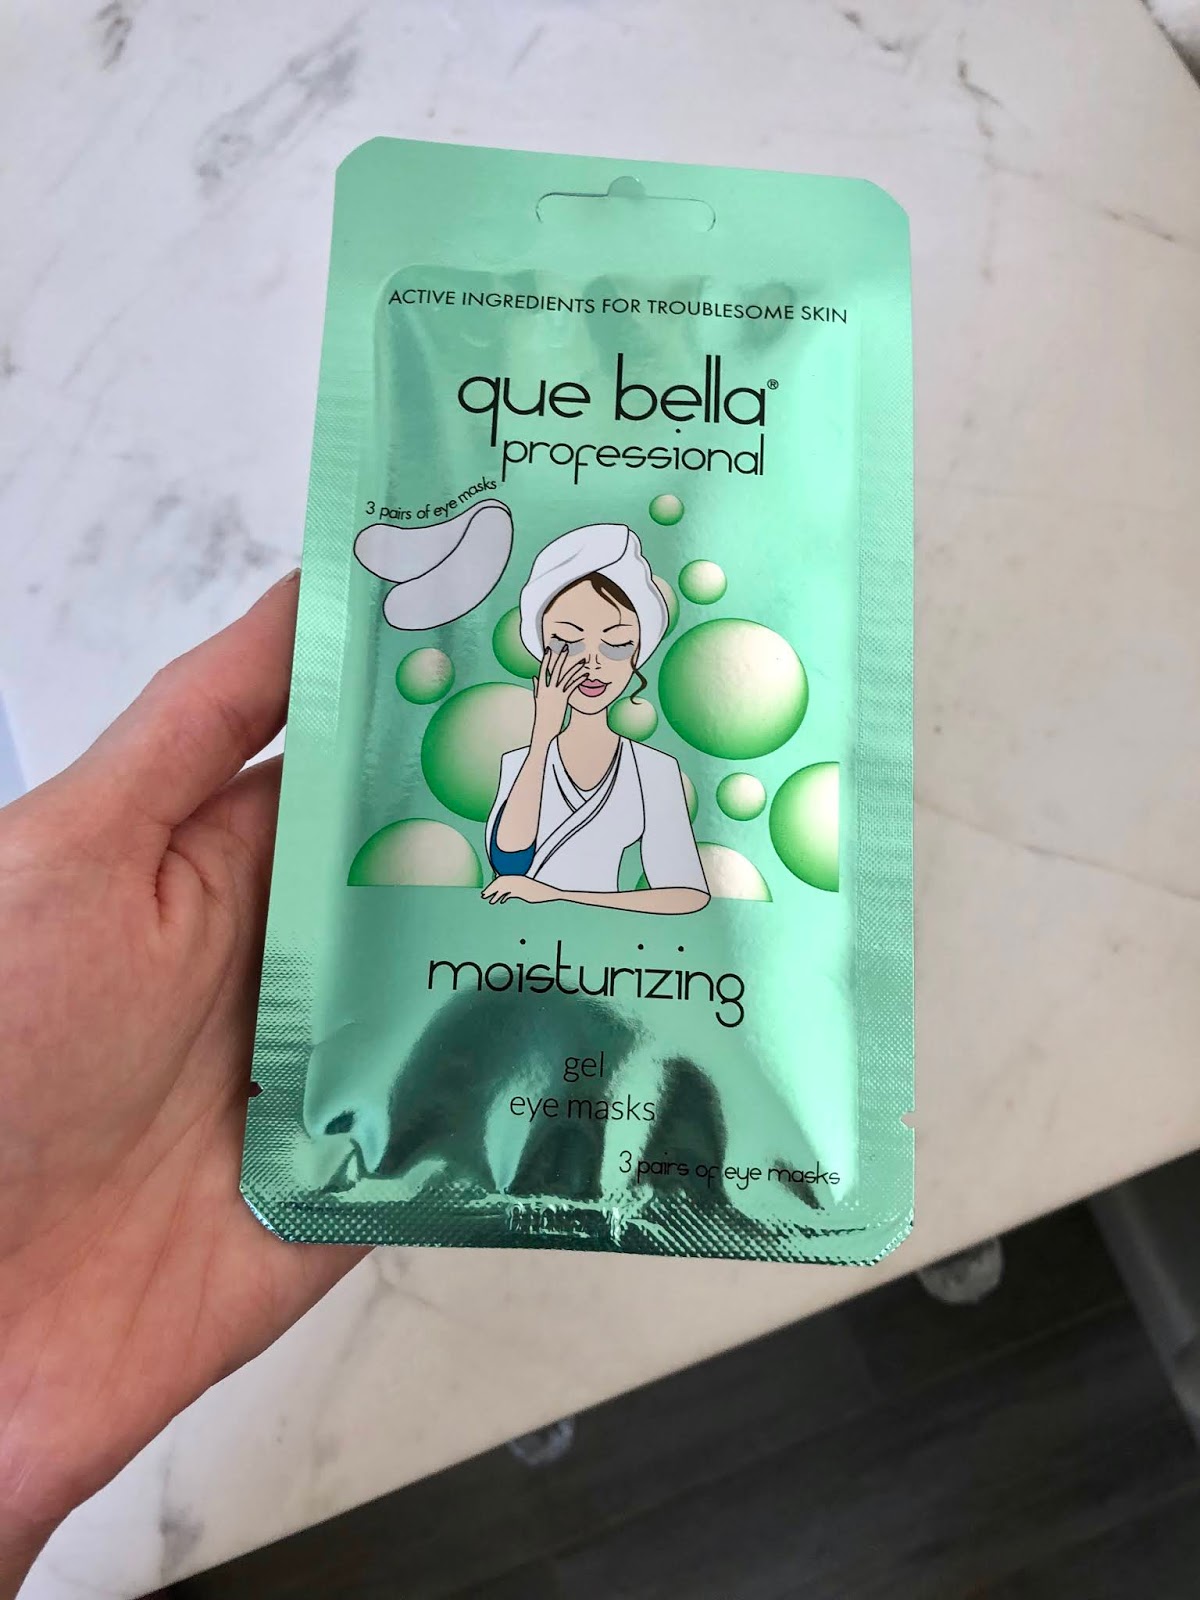 ACTIVE INGREDIENTS FOR TROUBLESOME SKIN
que bella®
professional
3 pairs of eye masks
moisturizing
gel
eye masks
3 pairs of eye masks